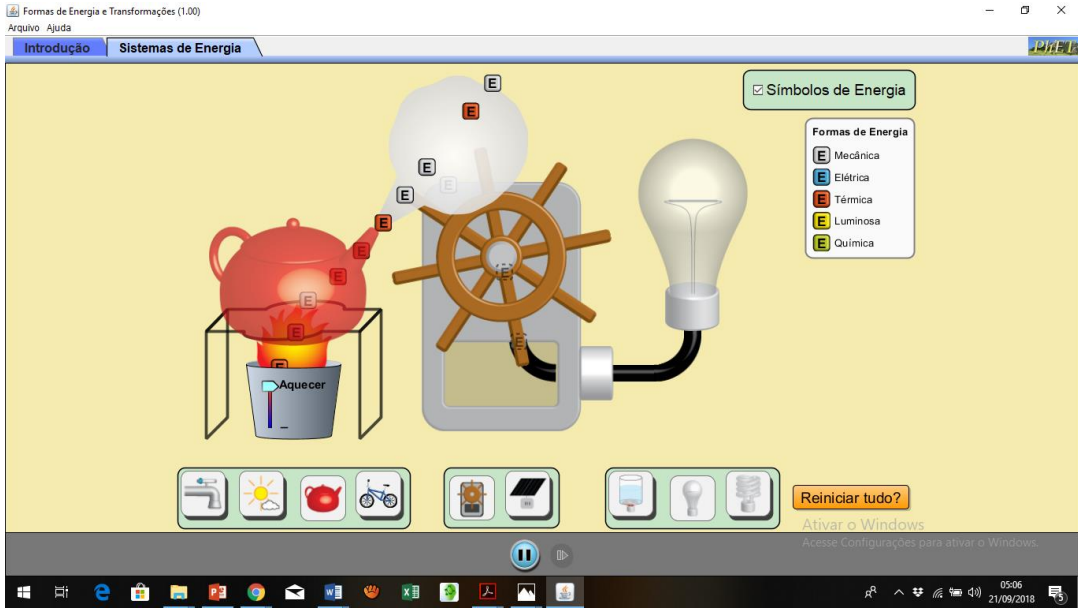 Formas de Energia e Transformações (1.00)
Arquivo Ajuda
Introdução Sistemas de Energia
PhET
Símbolos de Energia
Formas de Energia
E Mecânica
E Elétrica
E Térmica
E Luminosa
E Química
E
E
E
E
E
E
E
E
E
E
E
E
E
Aquecer
Reiniciar tudo?
Ativar o Windows
Acesse Configurações para ativar o Windows.
05:06
21/09/2018
5